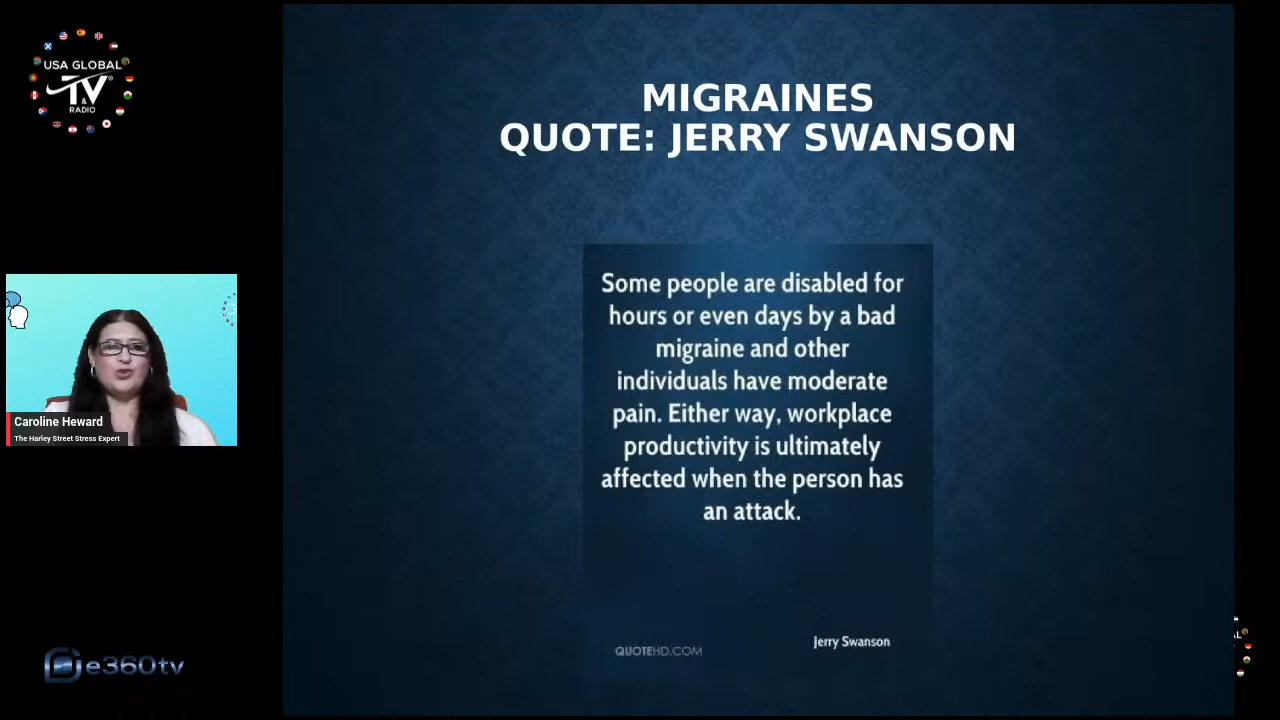 USA GLOBAL
TV
&
RADIO
MIGRAINES
QUOTE: JERRY SWANSON
Some people are disabled for
hours or even days by a bad
migraine and other
individuals have moderate
pain. Either way, workplace
productivity is ultimately
affected when the person has
an attack.
Jerry Swanson
QUOTEHD.COM
Caroline Heward
The Harley Street Stress Expert
e360tv